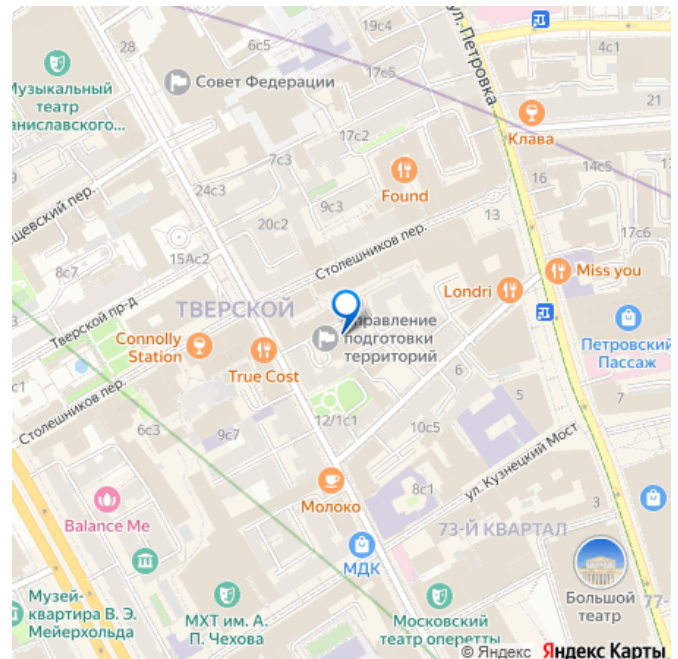 28
19с4
6с5
4с1
ул. Петровка
Музыкальный
театр
аниславского...
Совет Федерации
17с5
21
Клава
17с2
7с3
24с3
Found
9с3
16
14с5
13
20с2
15Ас2
8с7
Столешников пер.
17с6
Miss you
Londri
Тверской пр-д
ТВЕРСКОЙ
Connolly
Station
Управление
подготовки
территорий
True Cost
Петровский
Пассаж
9с1
6
7
5
Столешников пер.
12/1с1
6с3
9с7
10с5
ул. Кузнецкий Мост
Молоко
8с1
3
Balance Me
73-Й КВАРТАЛ
МДК
Большой
театр
77-
Музей-
квартира В. Э.
Мейерхольда
МХТ им. А.
П. Чехова
Московский
театр оперетты
© Яндекс Яндекс Карты